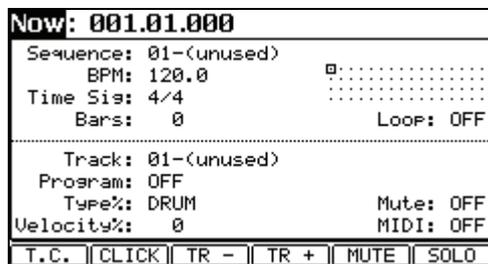 Now: 001.01.000
Sequence: 01-(unused)
BPM: 120.0
Time Sig: 4/4
Bars: 0 Loop: OFF
Track: 01-(unused)
Program: OFF
Type%: DRUM Mute: OFF
Velocity%: 0 MIDI: OFF
T.C. CLICK TR - TR + MUTE SOLO